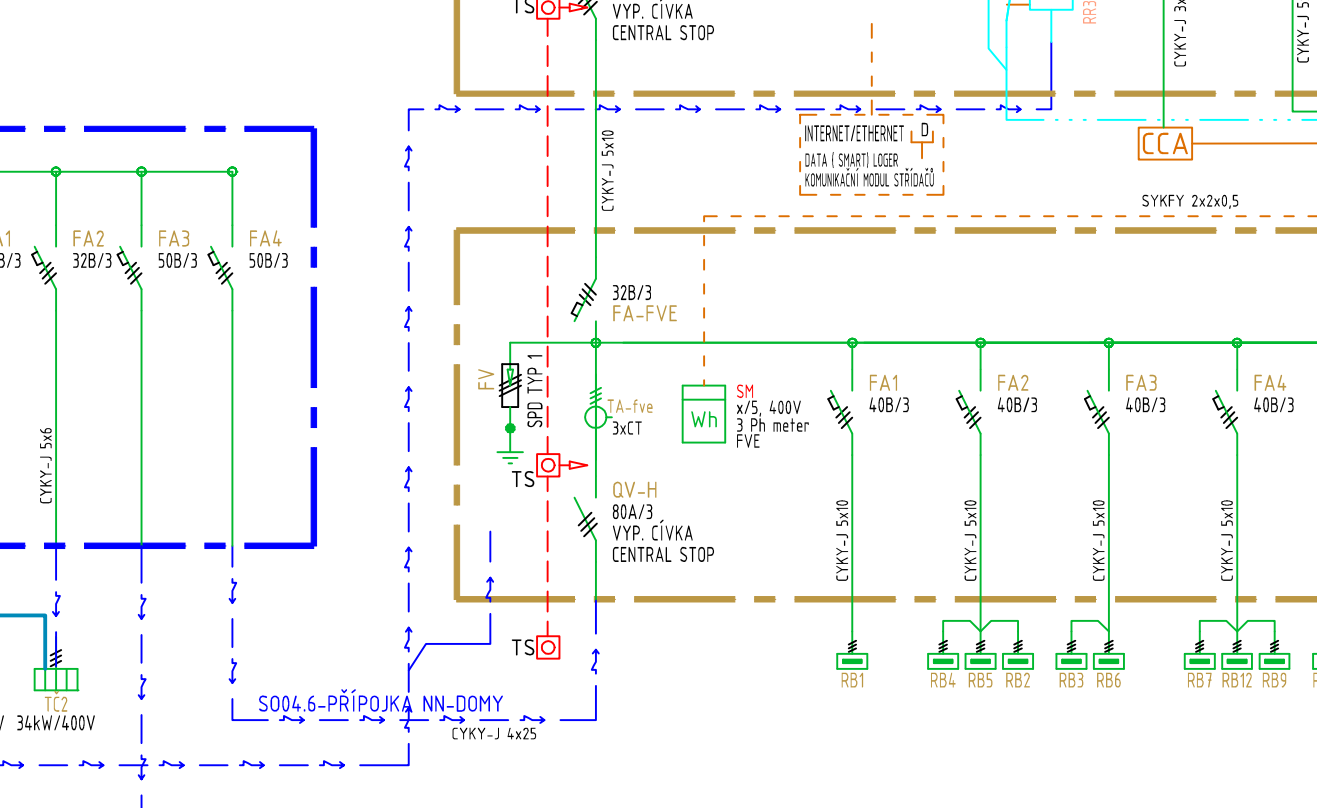 TS
VYP. CÍVKA
CENTRAL STOP
RR3
CYKY-J 3x
CYKY-J 5
INTERNET/ETHERNET
D
DATA ( SMART) LOGER
KOMUNIKAČNÍ MODUL STŘÍDAČŮ
CCA
SYKFY 2x2x0,5
CYKY-J 5x10
A1
B/3
FA2
32B/3
FA3
50B/3
FA4
50B/3
CYKY-J 5x6
32B/3
FA-FVE
FV
SPD TYP 1
TA-fve
3xCT
Wh
SM
x/5, 400V
3 Ph meter
FVE
TS
QV-H
80A/3
VYP. CÍVKA
CENTRAL STOP
FA1
40B/3
FA2
40B/3
FA3
40B/3
FA4
40B/3
CYKY-J 5x10
CYKY-J 5x10
CYKY-J 5x10
CYKY-J 5x10
TS
RB1
RB4
RB5
RB2
RB3
RB6
RB7
RB12
RB9
TČ2
/ 34kW/400V
SO04.6-PŘÍPOJKA NN-DOMY
CYKY-J 4x25